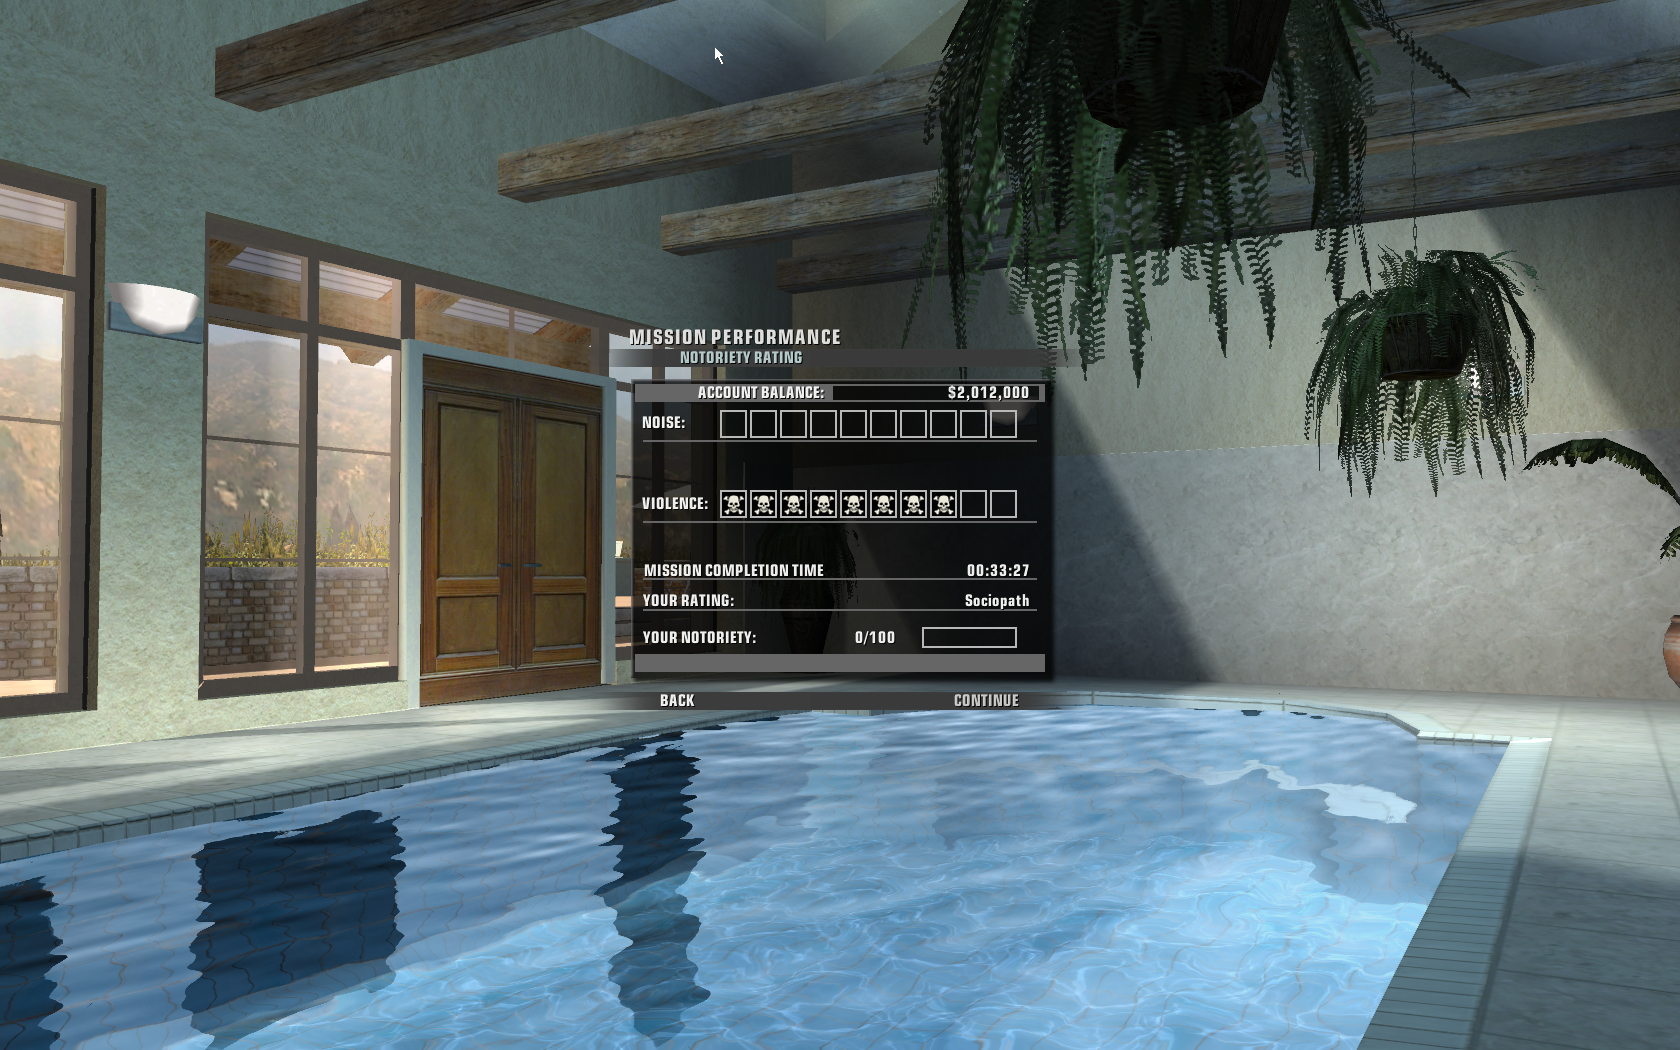 MISSION PERFORMANCE
NOTORIETY RATING
ACCOUNT BALANCE: $2,012,000
NOISE:
VIOLENCE:
MISSION COMPLETION TIME 00:33:27
YOUR RATING: Sociopath
YOUR NOTORIETY: 0/100
BACK CONTINUE